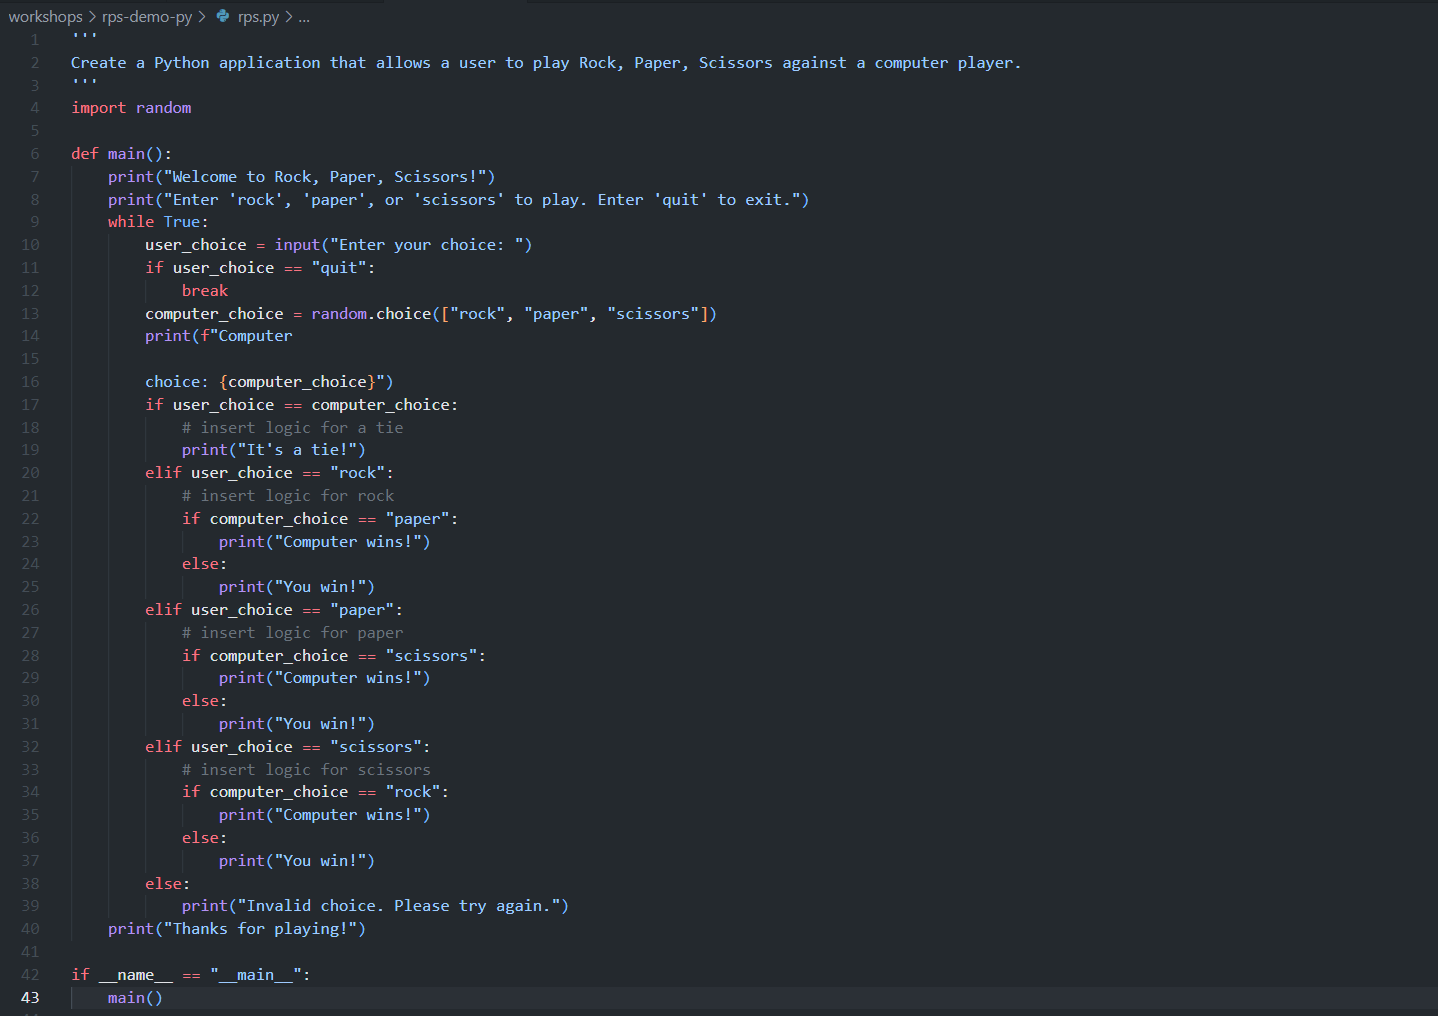 workshops > rps-demo-py > rps.py > ...
1 '''
2 Create a Python application that allows a user to play Rock, Paper, Scissors against a computer player.
3 '''
4 import random
5
6 def main():
7     print("Welcome to Rock, Paper, Scissors!")
8     print("Enter 'rock', 'paper', or 'scissors' to play. Enter 'quit' to exit.")
9     while True:
10         user_choice = input("Enter your choice: ")
11         if user_choice == "quit":
12             break
13         computer_choice = random.choice(["rock", "paper", "scissors"])
14         print(f"Computer
15
16         choice: {computer_choice}")
17         if user_choice == computer_choice:
18             # insert logic for a tie
19             print("It's a tie!")
20         elif user_choice == "rock":
21             # insert logic for rock
22             if computer_choice == "paper":
23                 print("Computer wins!")
24             else:
25                 print("You win!")
26         elif user_choice == "paper":
27             # insert logic for paper
28             if computer_choice == "scissors":
29                 print("Computer wins!")
30             else:
31                 print("You win!")
32         elif user_choice == "scissors":
33             # insert logic for scissors
34             if computer_choice == "rock":
35                 print("Computer wins!")
36             else:
37                 print("You win!")
38         else:
39             print("Invalid choice. Please try again.")
40     print("Thanks for playing!")
41
42 if __name__ == "__main__":
43     main()